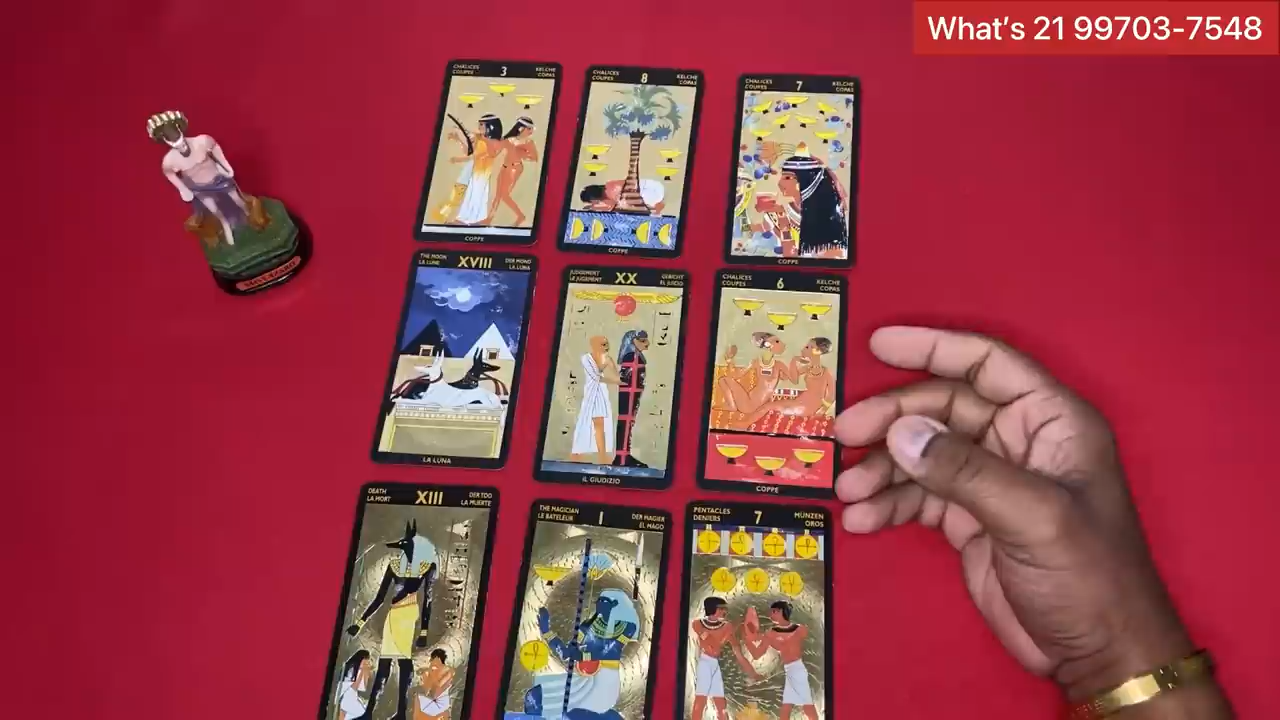 What's 21 99703-7548
CHALICES
COUPES
3
KELCHE
COPAS
COPPE
CHALICES
COUPES
8
KELCHE
COPAS
COPPE
CHALICES
COUPES
7
KELCHE
COPAS
COPPE
THE MOON
LA LUNE
XVIII
DER MOND
LA LUNA
LA LUNA
JUDGEMENT
LE JUGEMENT
XX
GERICHT
EL JUICIO
IL GIUDIZIO
CHALICES
COUPES
6
KELCHE
COPAS
COPPE
DEATH
LA MORT
XIII
DER TOD
LA MUERTE
THE MAGICIAN
LE BATELEUR
I
DER MAGIER
EL MAGO
PENTACLES
DENIERS
7
MÜNZEN
OROS